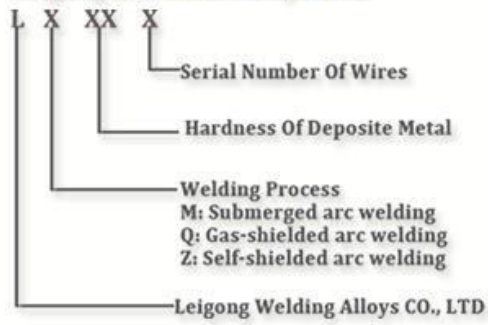 L X XX X
Serial Number Of Wires
Hardness Of Deposite Metal
Welding Process
M: Submerged arc welding
Q: Gas-shielded arc welding
Z: Self-shielded arc welding
Leigong Welding Alloys CO., LTD